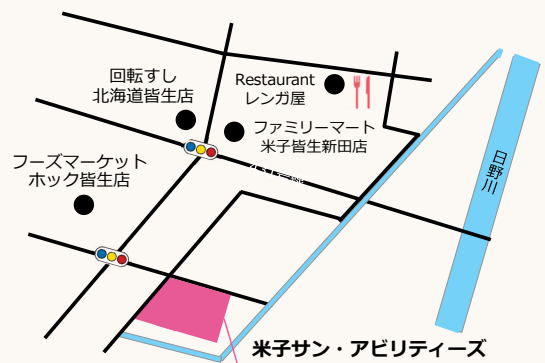 回転すし
北海道皆生店
Restaurant
レンガ屋
ファミリーマート
米子皆生新田店
フーズマーケット
ホック皆生店
日野川
米子サン・アビリティーズ